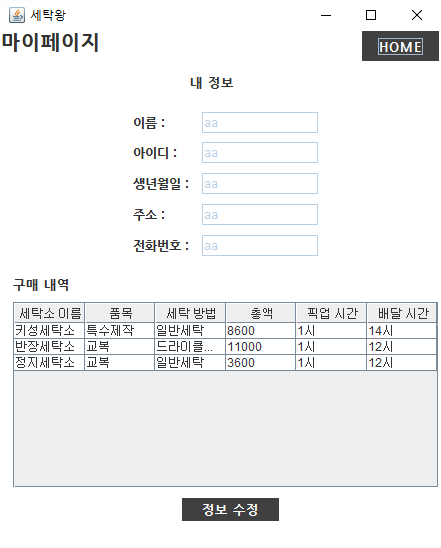 세탁왕
마이페이지
HOME
내 정보
이름 : aa
아이디 : aa
생년월일 : aa
주소 : aa
전화번호 : aa
구매 내역
세탁소 이름 품목 세탁 방법 총액 픽업 시간 배달 시간
키성세탁소 특수제작 일반세탁 8600 1시 14시
반장세탁소 교복 드라이클... 11000 1시 12시
정지세탁소 교복 일반세탁 3600 1시 12시
정보 수정